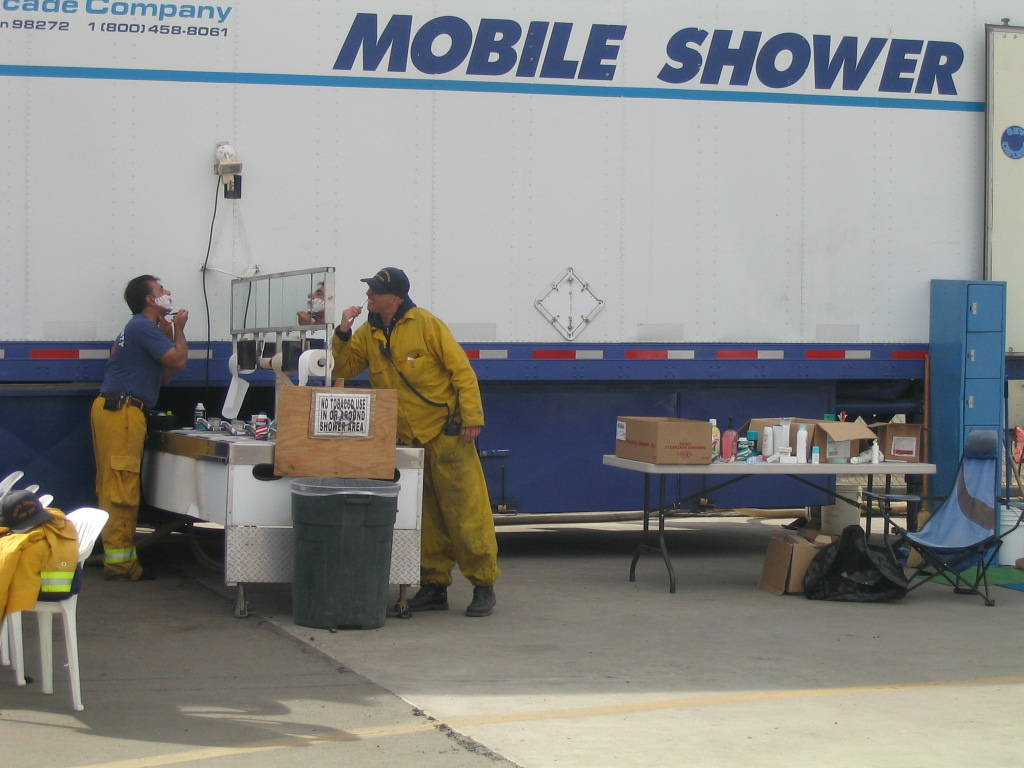 cade Company
n 98272 1 (800) 458-8061
MOBILE SHOWER
NO TOBACCO USE
IN OR AROUND
SHOWER AREA